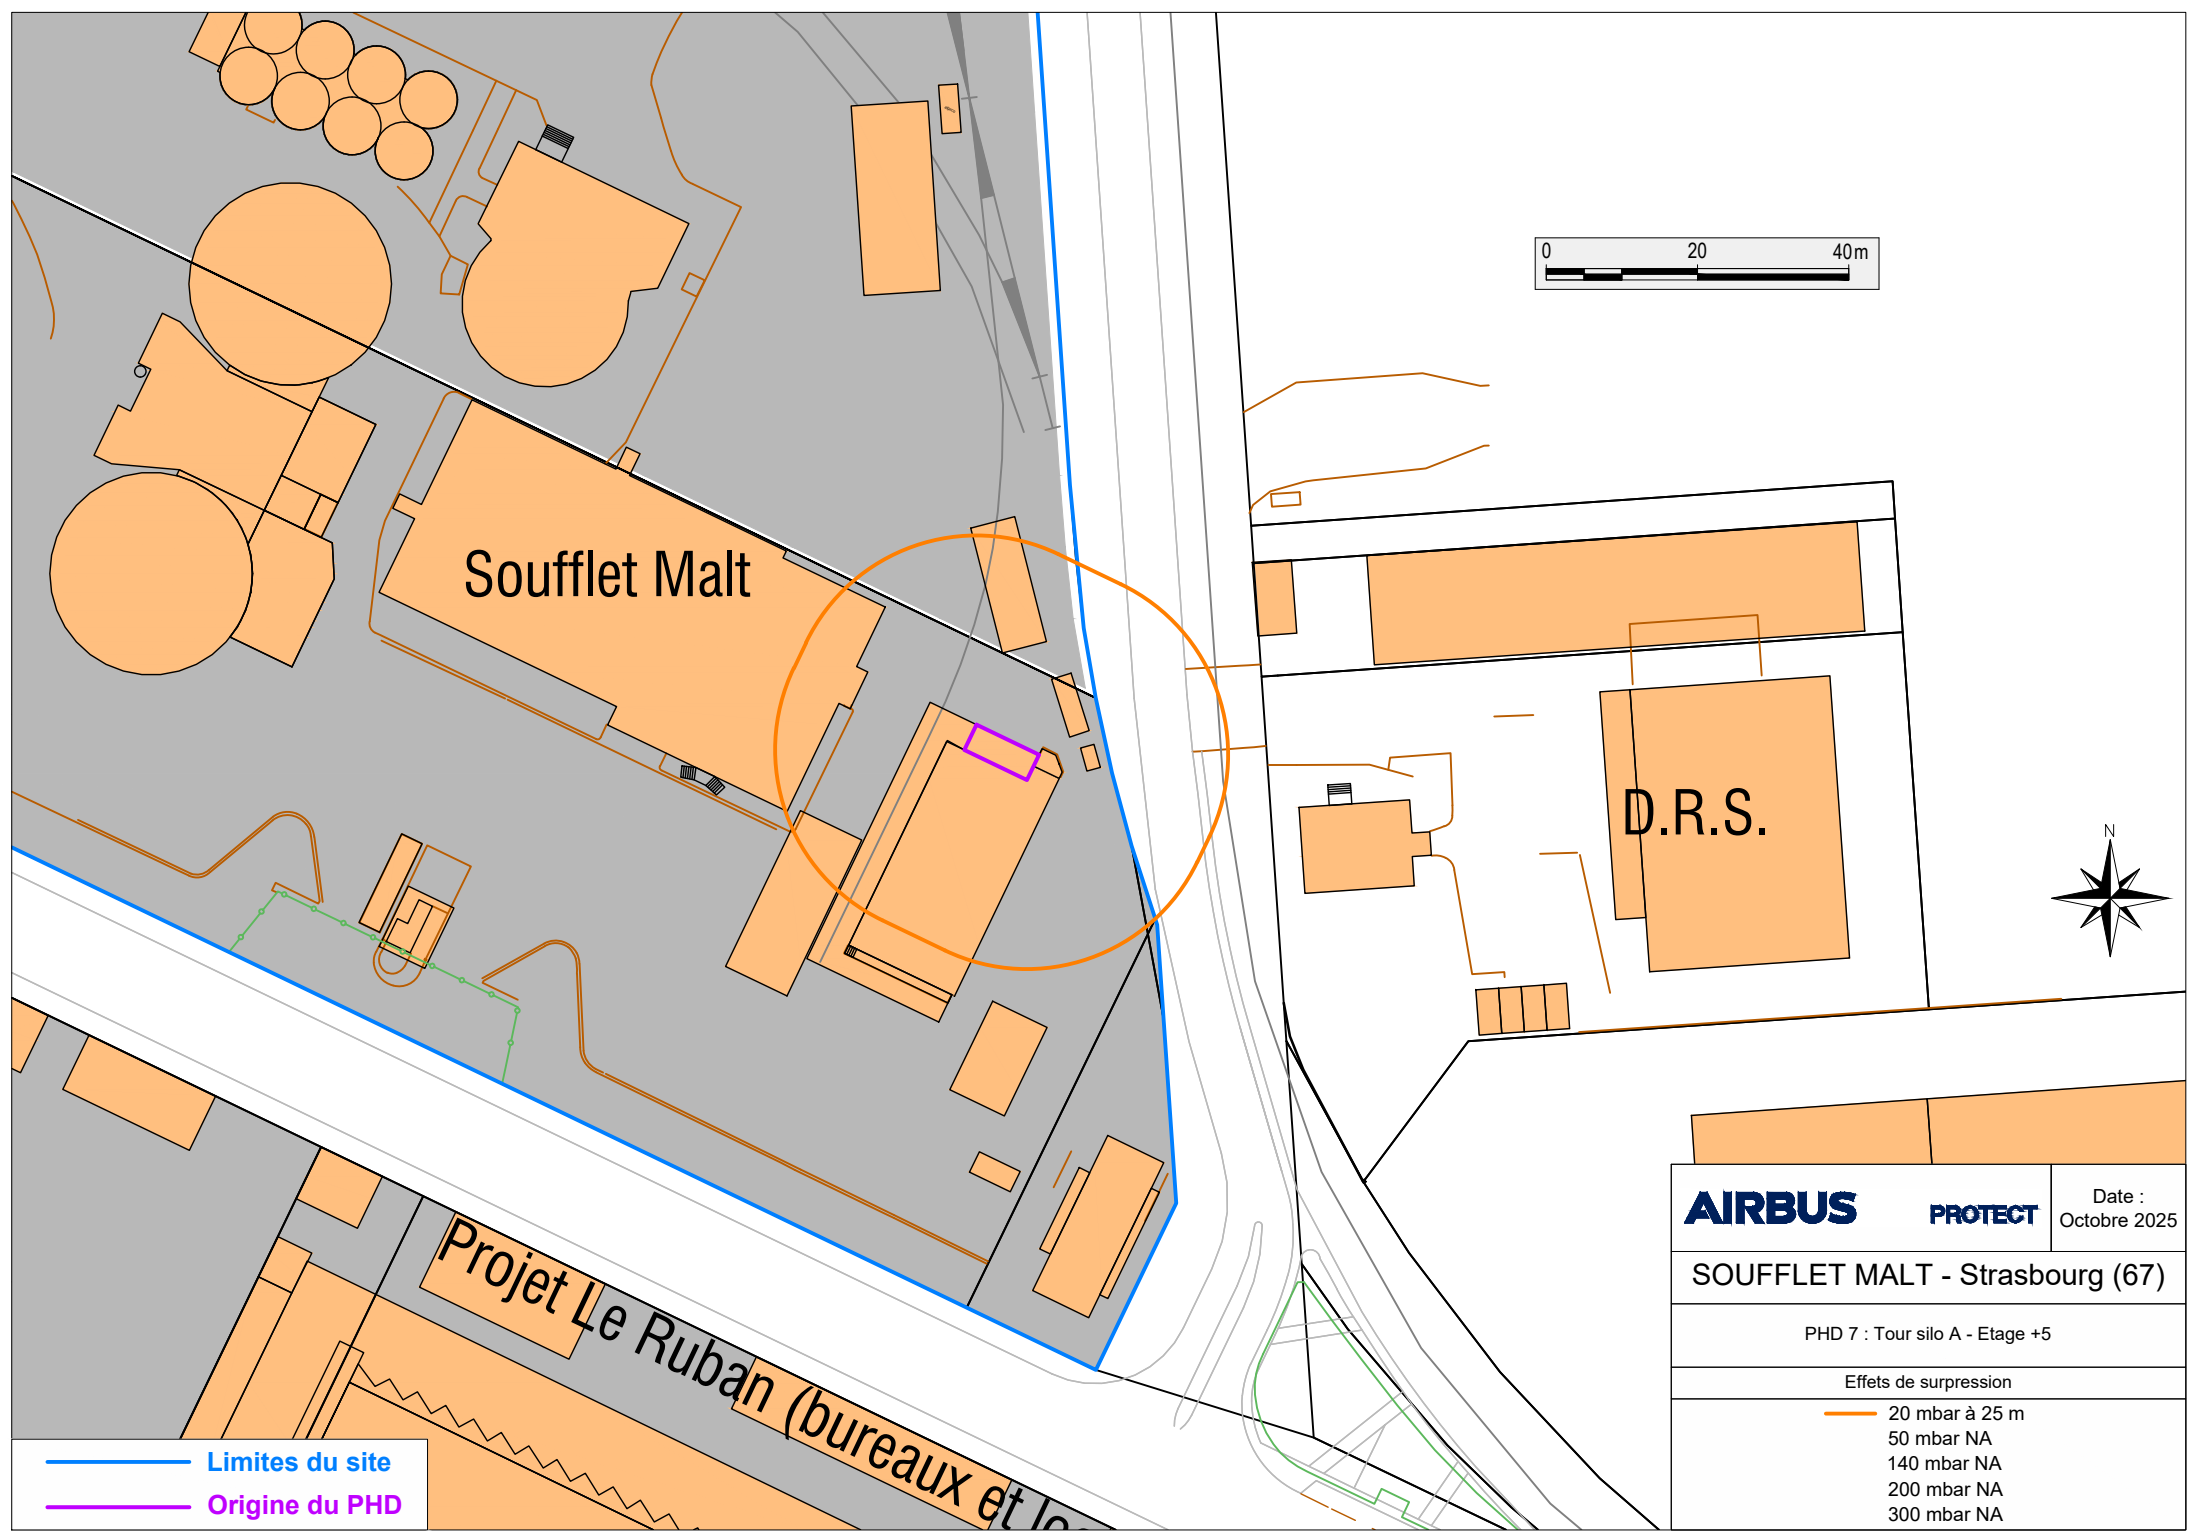 0 20 40m
Soufflet Malt
D.R.S.
N
Projet Le Ruban (bureaux et
AIRBUS PROTECT
Date :
Octobre 2025
SOUFFLET MALT - Strasbourg (67)
PHD 7 : Tour silo A - Etage +5
Effets de surpression
20 mbar à 25 m
50 mbar NA
140 mbar NA
200 mbar NA
300 mbar NA
Limites du site
Origine du PHD